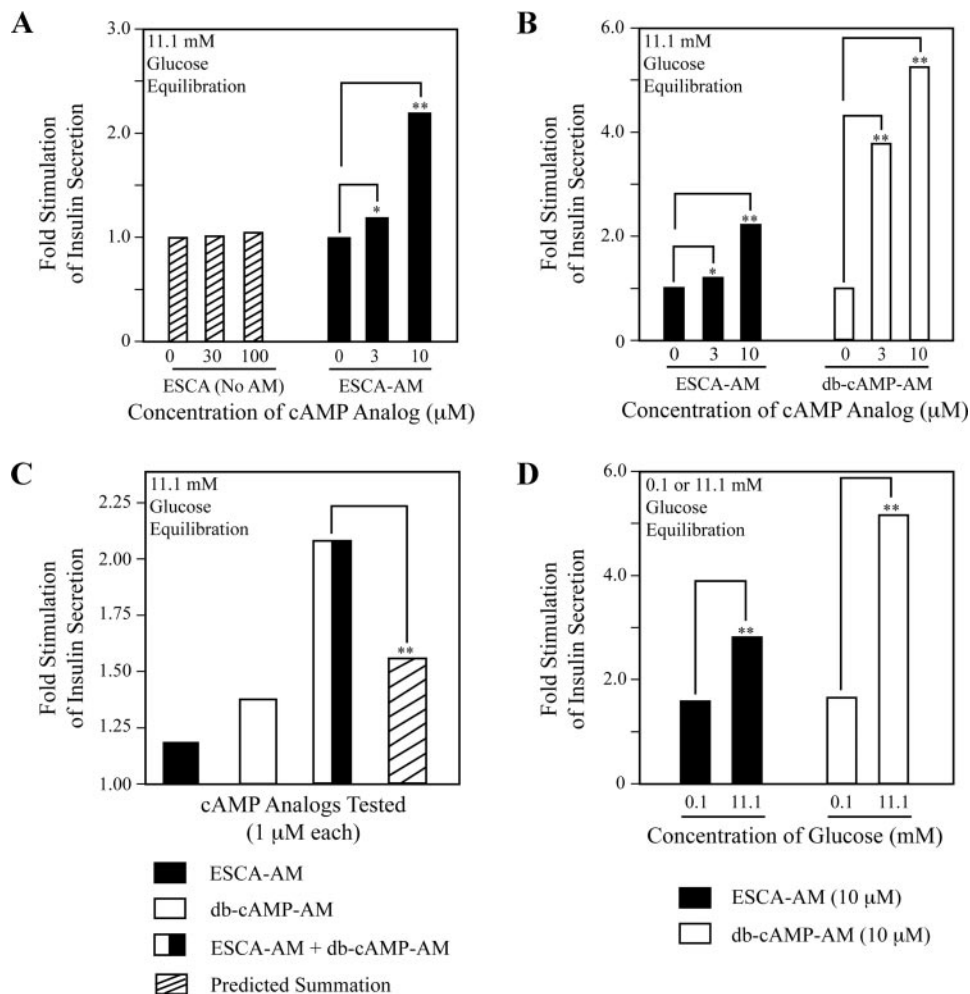 A
11.1 mM
Glucose
Equilibration
3.0
2.0
1.0
0
Fold Stimulation
of Insulin Secretion
*
**
0 30 100 0 3 10
ESCA (No AM) ESCA-AM
Concentration of cAMP Analog (μM)
B
11.1 mM
Glucose
Equilibration
6.0
4.0
2.0
0
Fold Stimulation
of Insulin Secretion
*
**
**
**
0 3 10 0 3 10
ESCA-AM db-cAMP-AM
Concentration of cAMP Analog (μM)
C
11.1 mM
Glucose
Equilibration
2.25
2.00
1.50
1.25
1.00
Fold Stimulation
of Insulin Secretion
**
cAMP Analogs Tested
(1 μM each)
ESCA-AM
db-cAMP-AM
ESCA-AM + db-cAMP-AM
Predicted Summation
D
0.1 or 11.1 mM
Glucose
Equilibration
6.0
4.0
2.0
0
Fold Stimulation
of Insulin Secretion
**
**
0.1 11.1 0.1 11.1
Concentration of Glucose (mM)
ESCA-AM (10 μM)
db-cAMP-AM (10 μM)